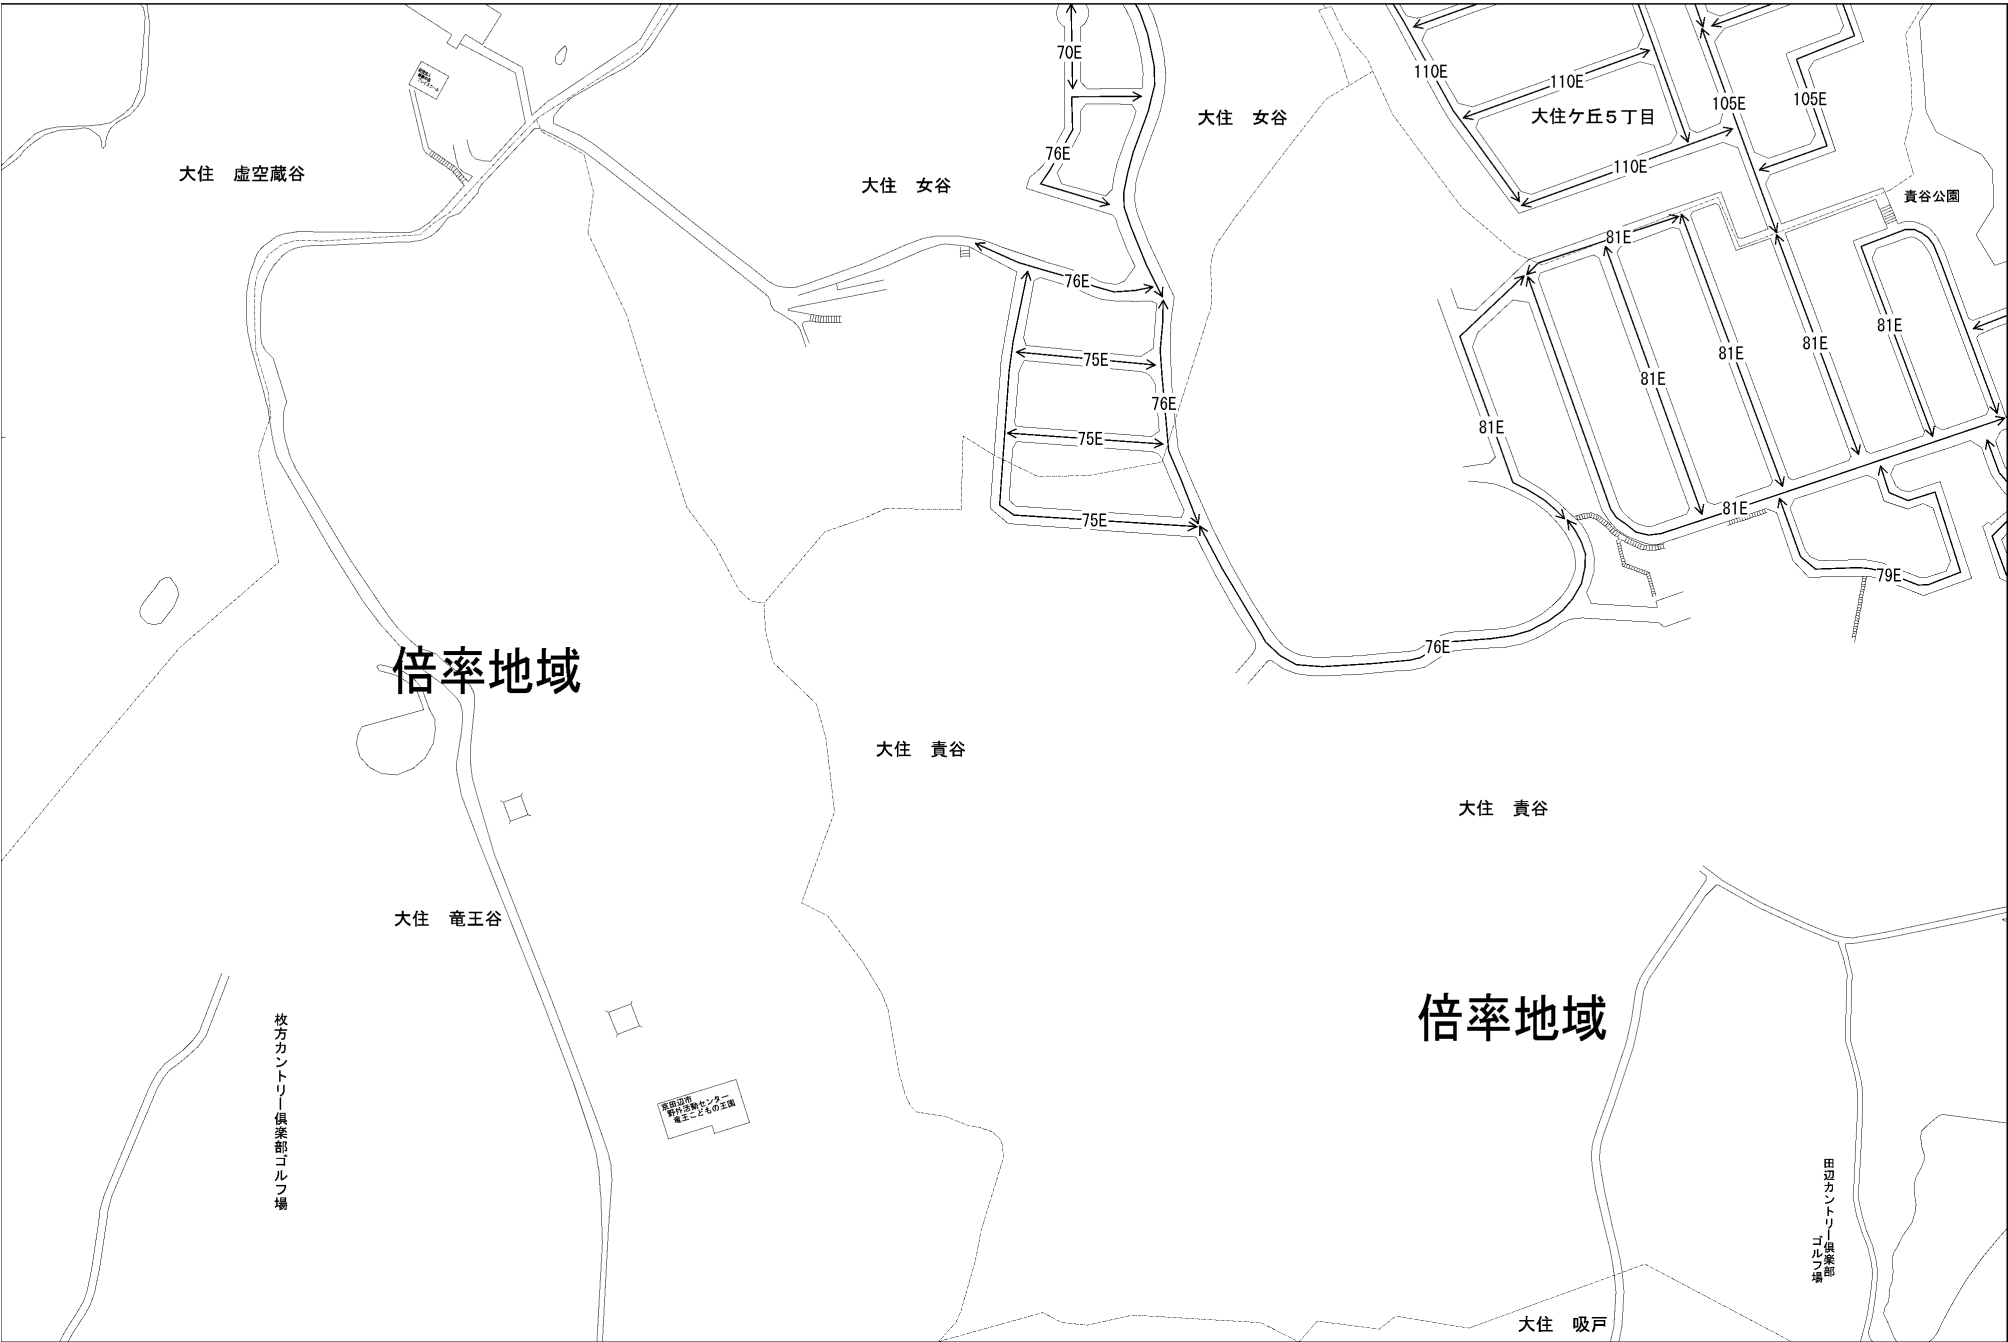 70E
110E
110E
105E
105E
大住 女谷
大住ケ丘5丁目
76E
110E
大住 虚空蔵谷
大住 女谷
責谷公園
81E
76E
81E
81E
81E
75E
81E
76E
81E
75E
75E
81E
79E
76E
倍率地域
大住 責谷
大住 責谷
大住 竜王谷
倍率地域
枚方カントリー倶楽部ゴルフ場
京田辺市
野外活動センター
竜王こどもの王国
田辺カントリー倶楽部
ゴルフ場
大住 吸戸